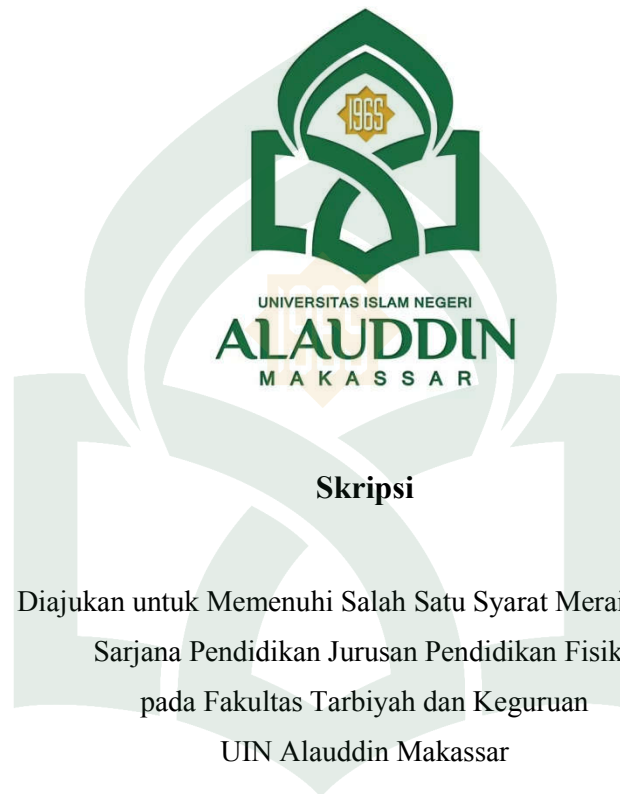 1965
UNIVERSITAS ISLAM NEGERI
ALAUDDIN
MAKASSAR
Skripsi
Diajukan untuk Memenuhi Salah Satu Syarat Merai
Sarjana Pendidikan Jurusan Pendidikan Fisik
pada Fakultas Tarbiyah dan Keguruan
UIN Alauddin Makassar